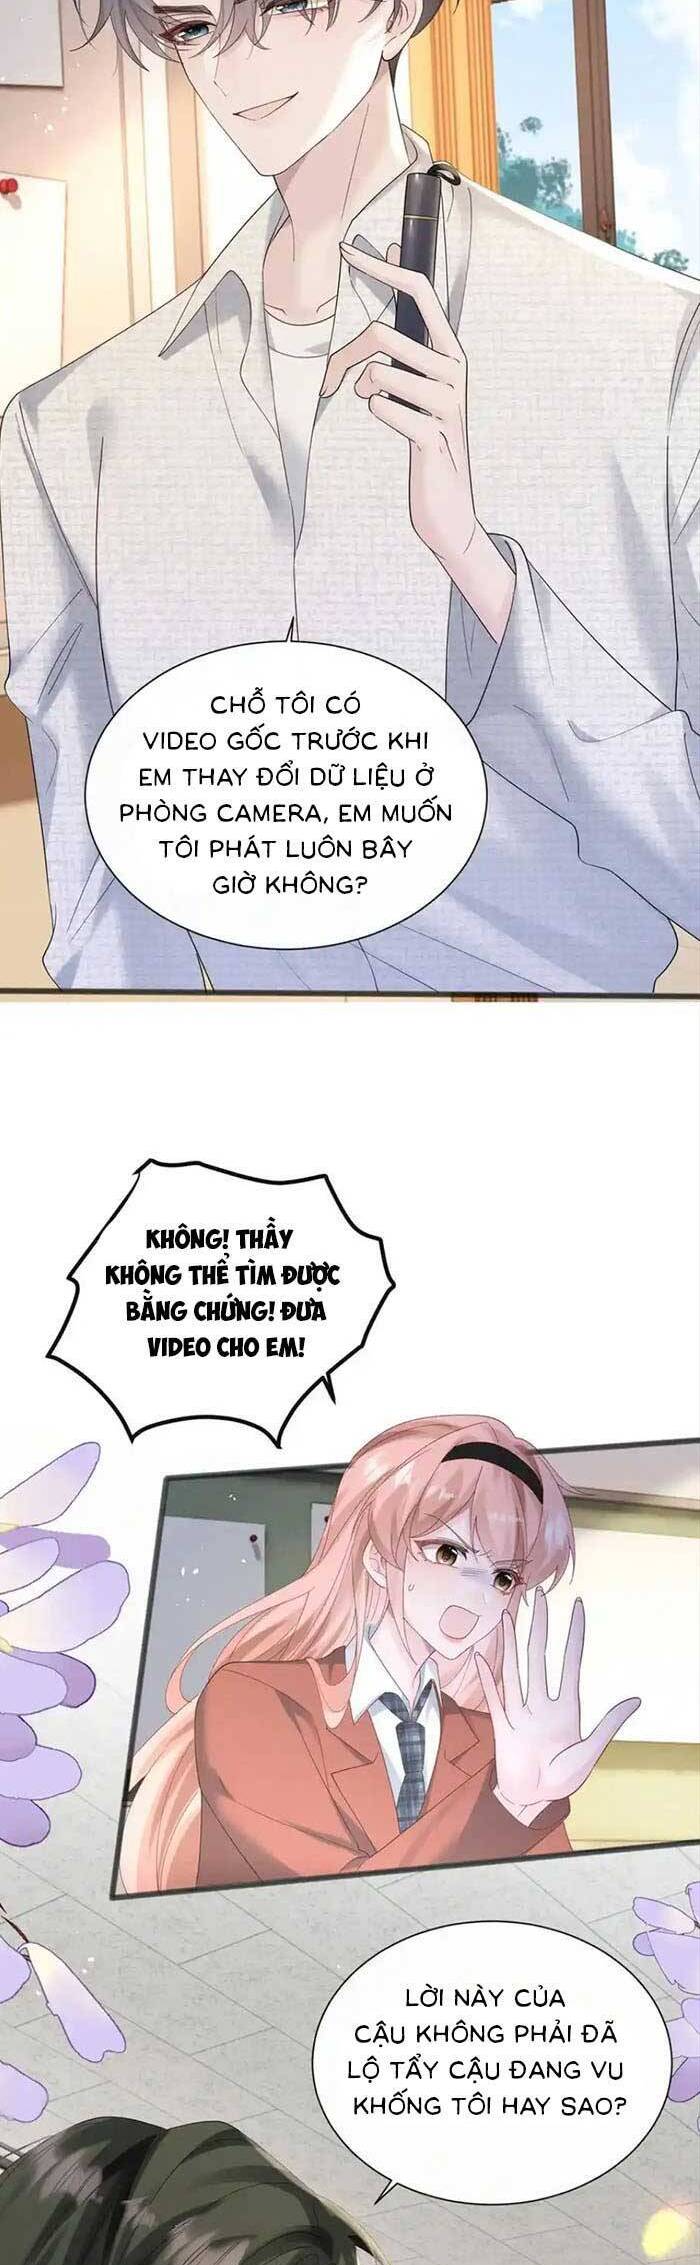 CHỖ TÔI CÓ
VIDEO GỐC TRƯỚC KHI
EM THAY ĐỔI DỮ LIỆU Ở
PHÒNG CAMERA, EM MUỐN
TÔI PHÁT LUÔN BÂY
GIỜ KHÔNG?
KHÔNG! THẦY
KHÔNG THỂ TÌM ĐƯỢC
BẰNG CHỨNG! ĐƯA
VIDEO CHO EM!
LỜI NÀY CỦA
CẬU KHÔNG PHẢI ĐÃ
LỘ TẨY CẬU ĐANG VU
KHỐNG TÔI HAY SAO?